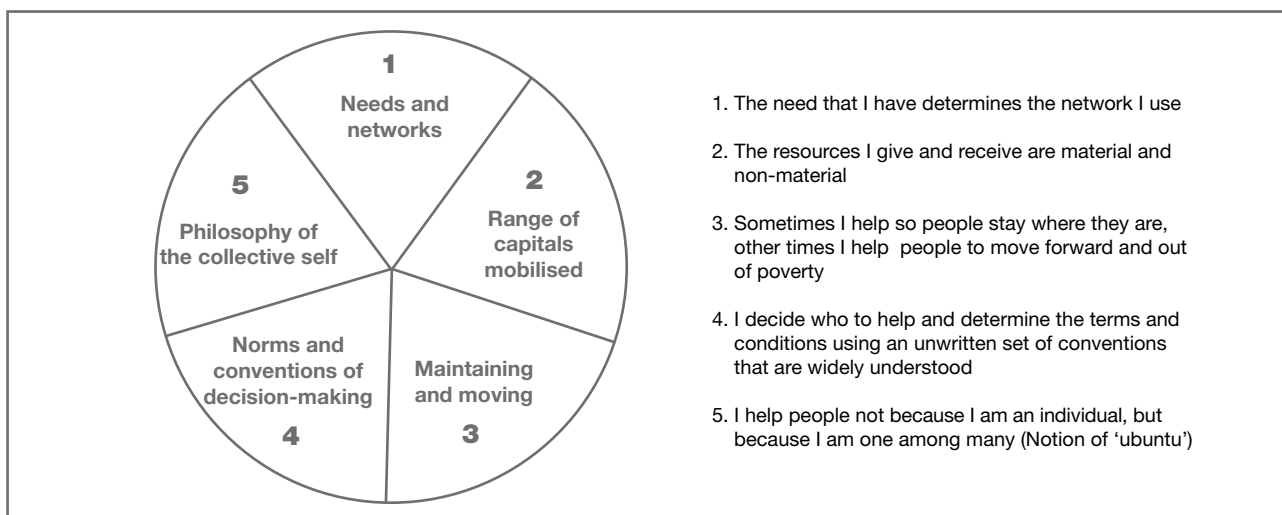 1
Needs and
networks
2
Range of
capitals
mobilised
Maintaining
and moving
3
Norms and
conventions of
decision-making
4
5
Philosophy of
the collective self
1. The need that I have determines the network I use
2. The resources I give and receive are material and
non-material
3. Sometimes I help so people stay where they are,
other times I help  people to move forward and out
of poverty
4. I decide who to help and determine the terms and
conditions using an unwritten set of conventions
that are widely understood
5. I help people not because I am an individual, but
because I am one among many (Notion of ‘ubuntu’)